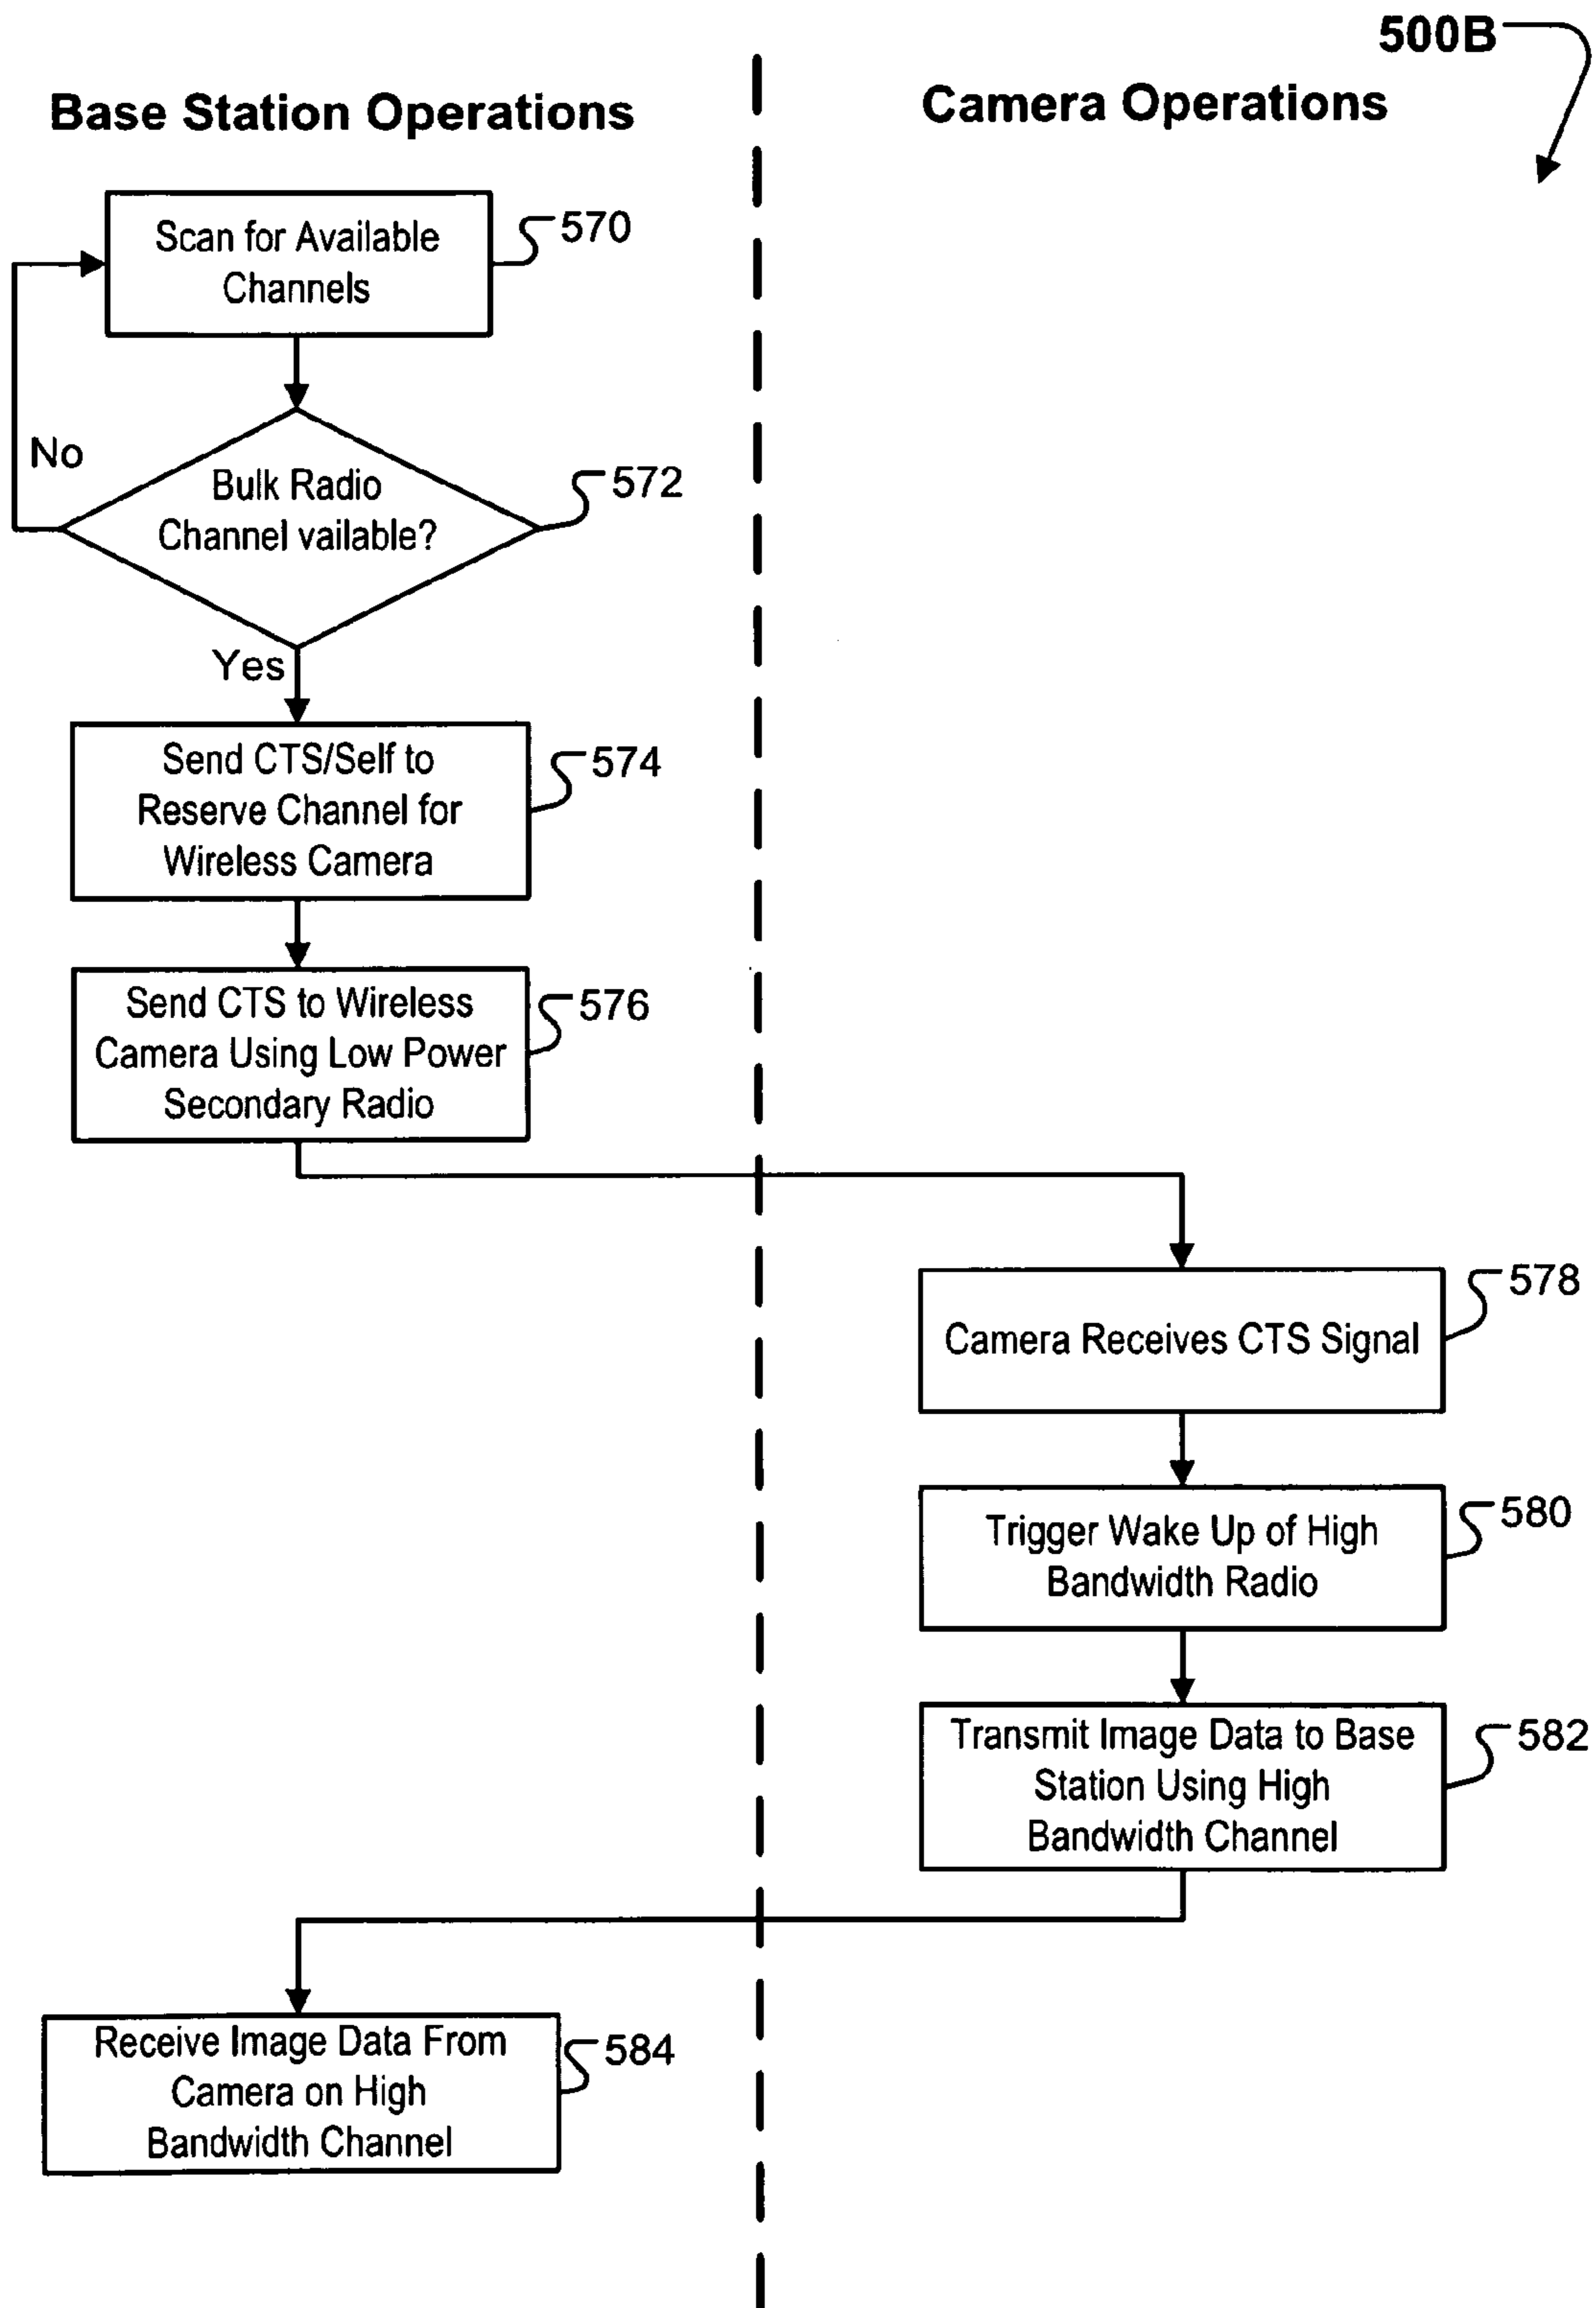 500B
Base Station Operations
Camera Operations
Scan for Available
Channels
570
No
Bulk Radio
Channel vailable?
572
Yes
Send CTS/Self to
Reserve Channel for
Wireless Camera
574
Send CTS to Wireless
Camera Using Low Power
Secondary Radio
576
Camera Receives CTS Signal
578
Trigger Wake Up of High
Bandwidth Radio
580
Transmit Image Data to Base
Station Using High
Bandwidth Channel
582
Receive Image Data From
Camera on High
Bandwidth Channel
584